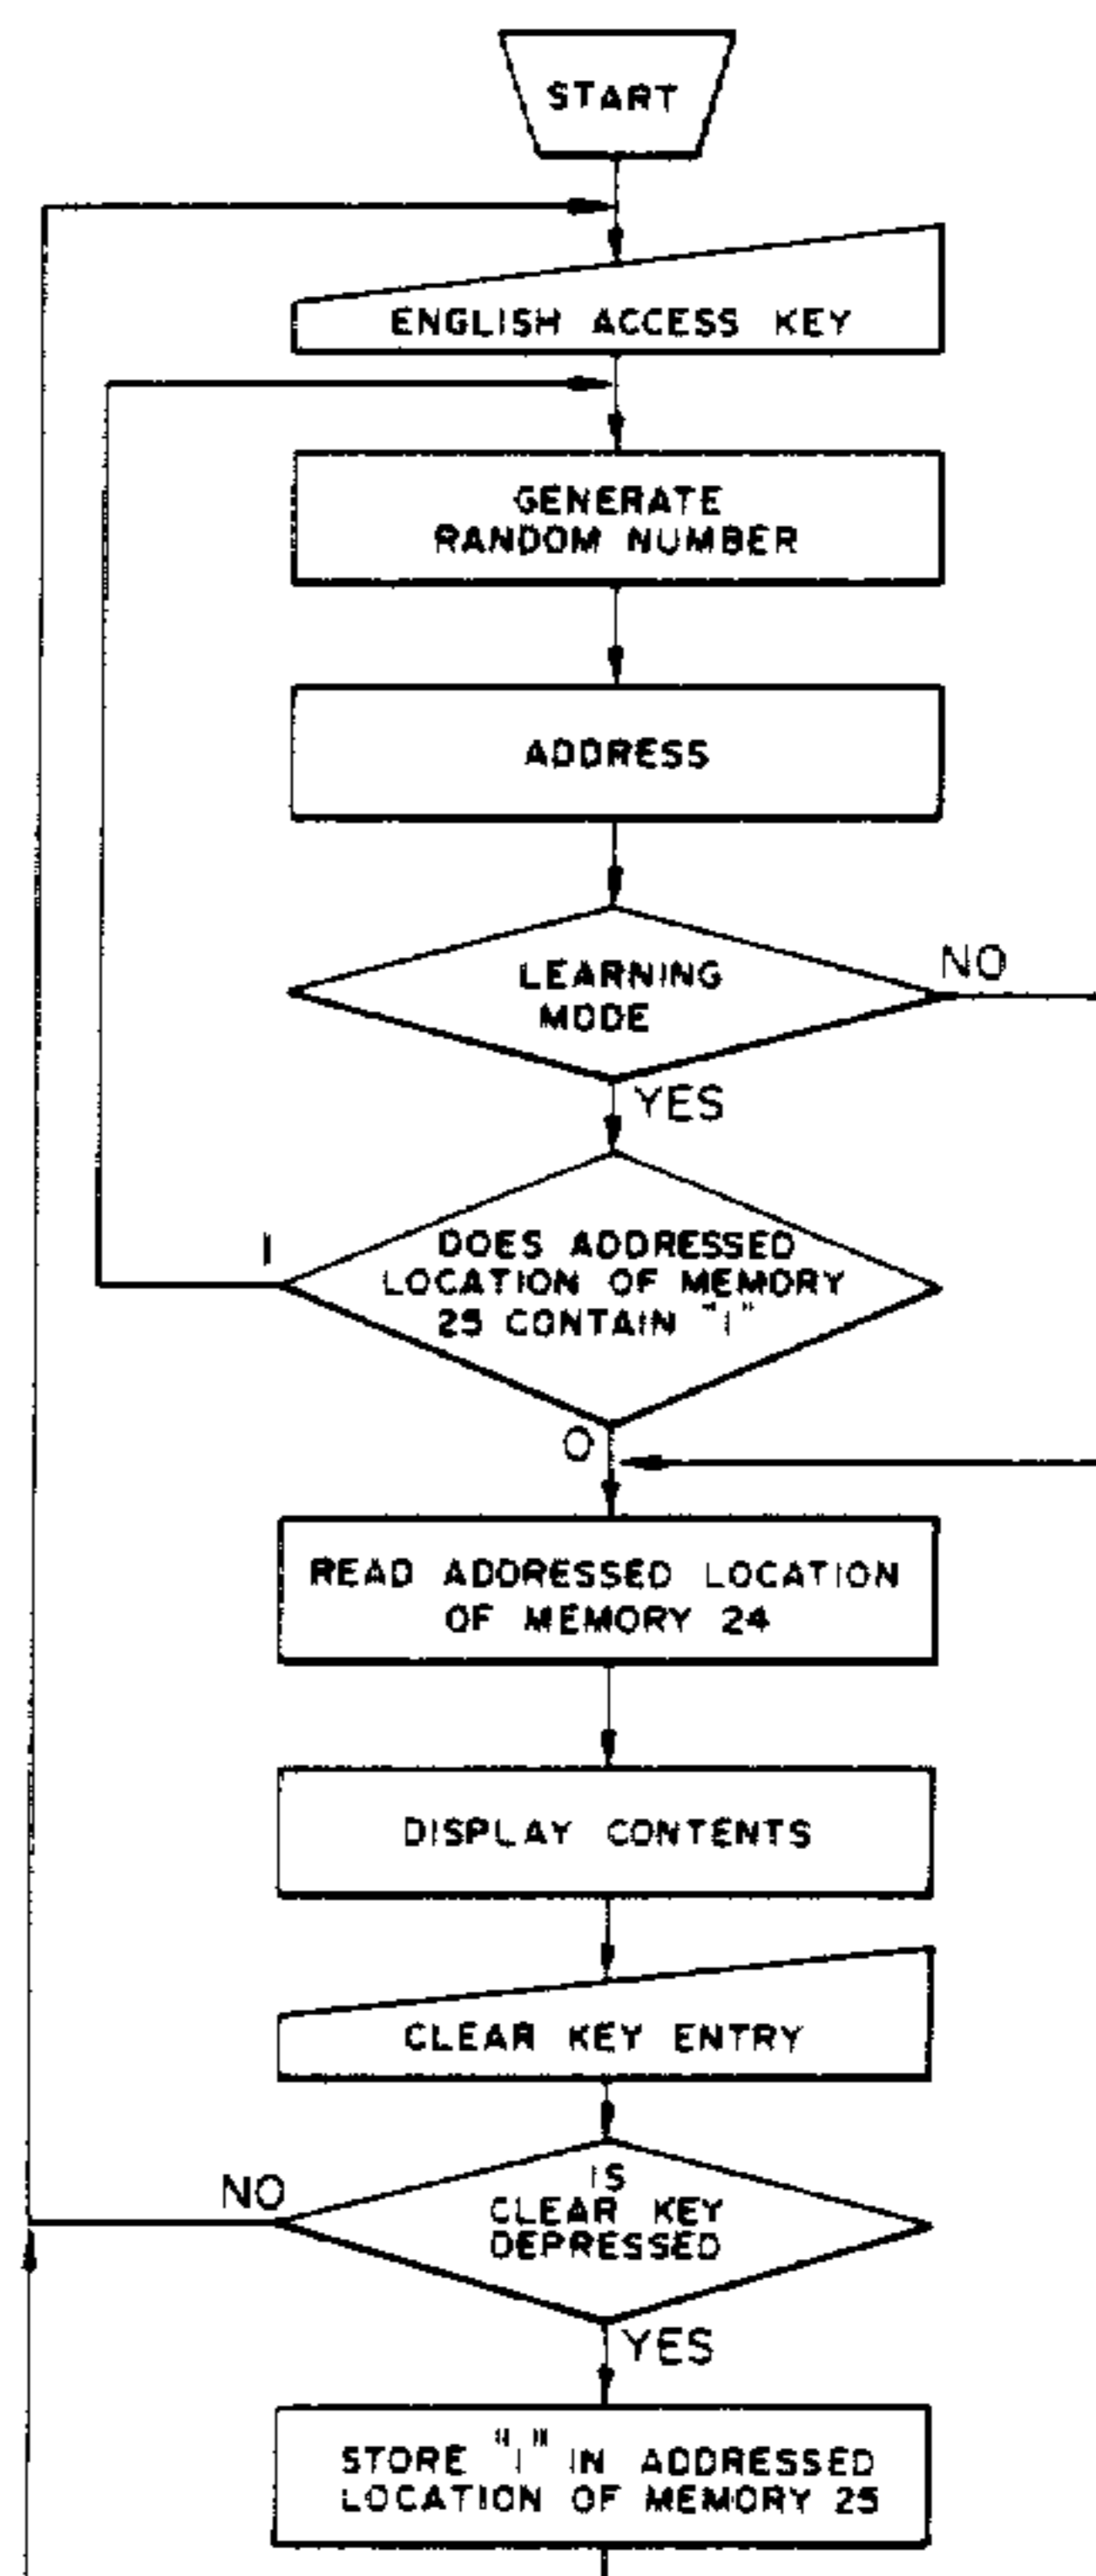 START
ENGLISH ACCESS KEY
GENERATE
RANDOM NUMBER
ADDRESS
LEARNING
MODE
NO
YES
1
DOES ADDRESSED
LOCATION OF MEMORY
25 CONTAIN "1"
0
READ ADDRESSED LOCATION
OF MEMORY 24
DISPLAY CONTENTS
CLEAR KEY ENTRY
NO
IS
CLEAR KEY
DEPRESSED
YES
STORE "1" IN ADDRESSED
LOCATION OF MEMORY 25